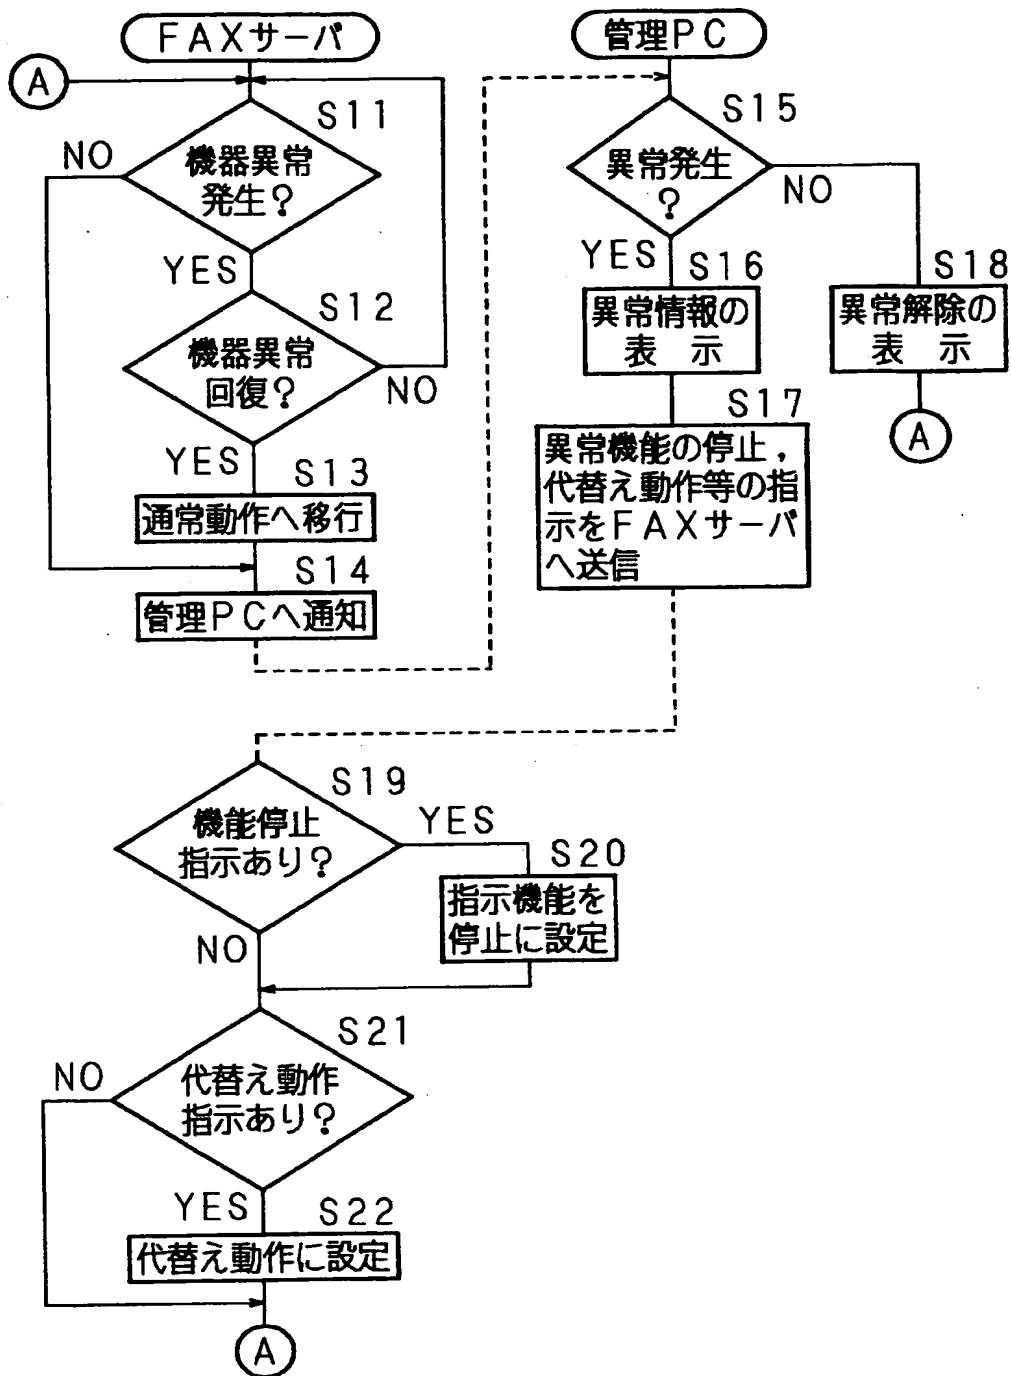 FAXサーバ
A
S11
機器異常
発生？
NO
YES
S12
機器異常
回復？
NO
YES
S13
通常動作へ移行
S14
管理PCへ通知
管理PC
S15
異常発生
？
NO
YES
S16
異常情報の
表示
S18
異常解除の
表示
A
S17
異常機能の停止，
代替え動作等の指
示をFAXサーバ
へ送信
S19
機能停止
指示あり？
YES
S20
指示機能を
停止に設定
NO
S21
代替え動作
指示あり？
NO
YES
S22
代替え動作に設定
A